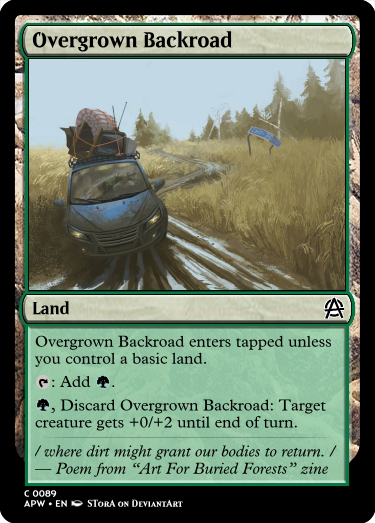 Overgrown Backroad
Land
Overgrown Backroad enters tapped unless
you control a basic land.
: Add .
, Discard Overgrown Backroad: Target
creature gets +0/+2 until end of turn.
/ where dirt might grant our bodies to return. /
— Poem from “Art For Buried Forests” zine
C 0089
APW • EN STorA on DeviantArt